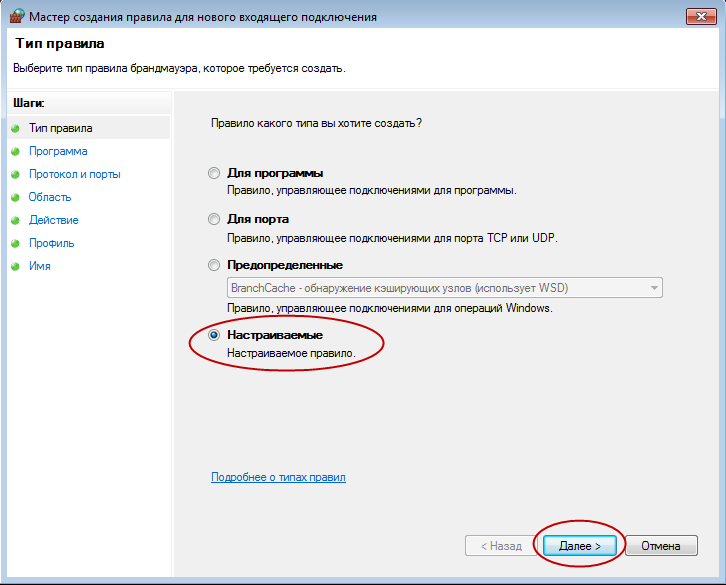 Мастер создания правила для нового входящего подключения
Тип правила
Выберите тип правила брандмауэра, которое требуется создать.
Шаги:
Тип правила
Программа
Протокол и порты
Область
Действие
Профиль
Имя
Правило какого типа вы хотите создать?
Для программы
Правило, управляющее подключениями для программы.
Для порта
Правило, управляющее подключениями для порта TCP или UDP.
Предопределенные
BranchCache - обнаружение кэширующих узлов (использует WSD)
Правило, управляющее подключениями для операций Windows.
Настраиваемые
Настраиваемое правило.
Подробнее о типах правил
< Назад
Далее >
Отмена